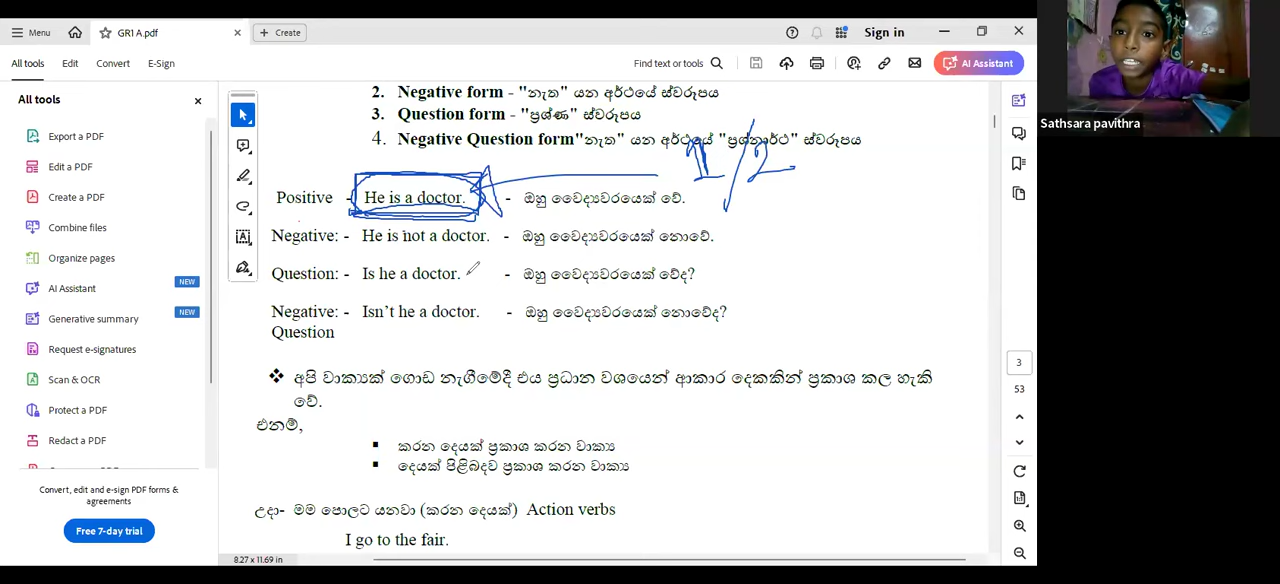 Menu
GR1 A.pdf
Create
Sign in
All tools
Edit
Convert
E-Sign
Find text or tools
AI Assistant
All tools
Export a PDF
Edit a PDF
Create a PDF
Combine files
Organize pages
AI Assistant
NEW
Generative summary
NEW
Request e-signatures
Scan & OCR
Protect a PDF
Redact a PDF
Convert, edit and e-sign PDF forms & agreements
Free 7-day trial
2. Negative form - "නැත" යන අර්ථයේ ස්වරූපය
3. Question form - "ප්‍රශ්ණ" ස්වරූපය
4. Negative Question form"නැත" යන අර්ථයේ "ප්‍රශ්නාර්ථ" ස්වරූපය
1/2
Positive - He is a doctor. - ඔහු වෛද්‍යවරයෙක් වේ.
Negative: - He is not a doctor. - ඔහු වෛද්‍යවරයෙක් නොවේ.
Question: - Is he a doctor. - ඔහු වෛද්‍යවරයෙක් වේද?
Negative: - Isn't he a doctor. - ඔහු වෛද්‍යවරයෙක් නොවේද?
Question
❖ අපි වාක්‍යක් ගොඩ නැගීමේදී එය ප්‍රධාන වශයෙන් ආකාර දෙකකින් ප්‍රකාශ කල හැකි
වේ.
එනම්,
▪ කරන දෙයක් ප්‍රකාශ කරන වාක්‍ය
▪ දෙයක් පිළිබදව ප්‍රකාශ කරන වාක්‍ය
උදා- මම පොලට යනවා (කරන දෙයක්) Action verbs
I go to the fair.
8.27 x 11.69 in
3
53
Sathsara pavithra